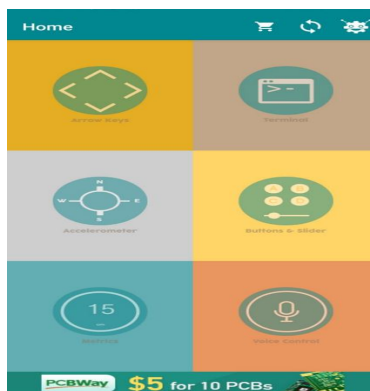 Home
Arrow Keys
Terminal
>-
N
W
E
S
Accelerometer
Buttons & Slider
15
Metrics
Voice Control
PCBWay $5 for 10 PCBs